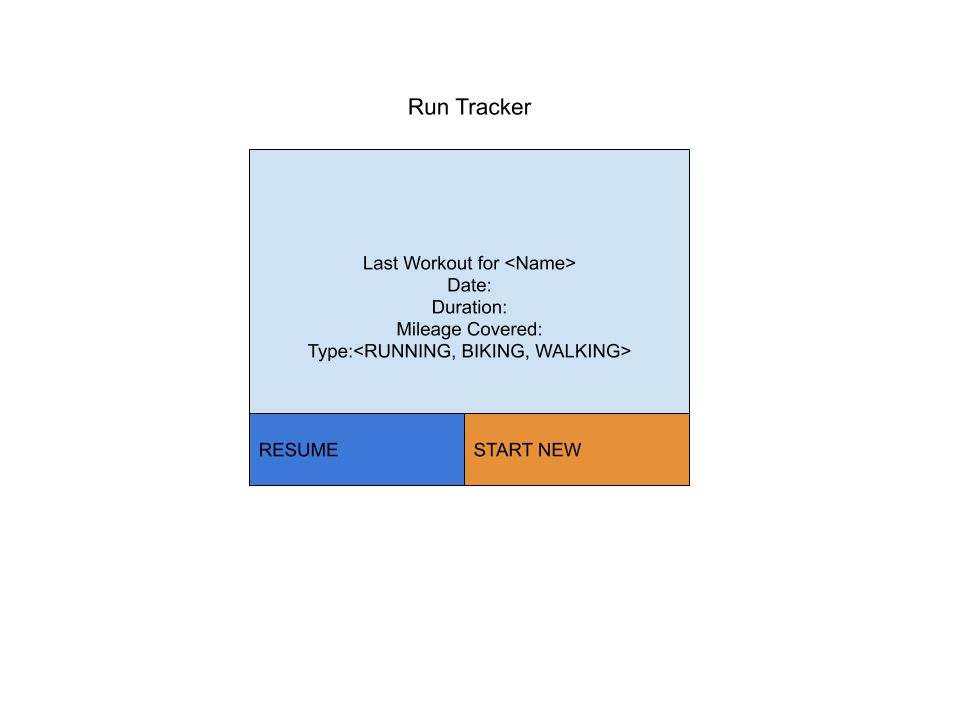 Run Tracker
Last Workout for <Name>
Date:
Duration:
Mileage Covered:
Type:<RUNNING, BIKING, WALKING>
RESUME
START NEW